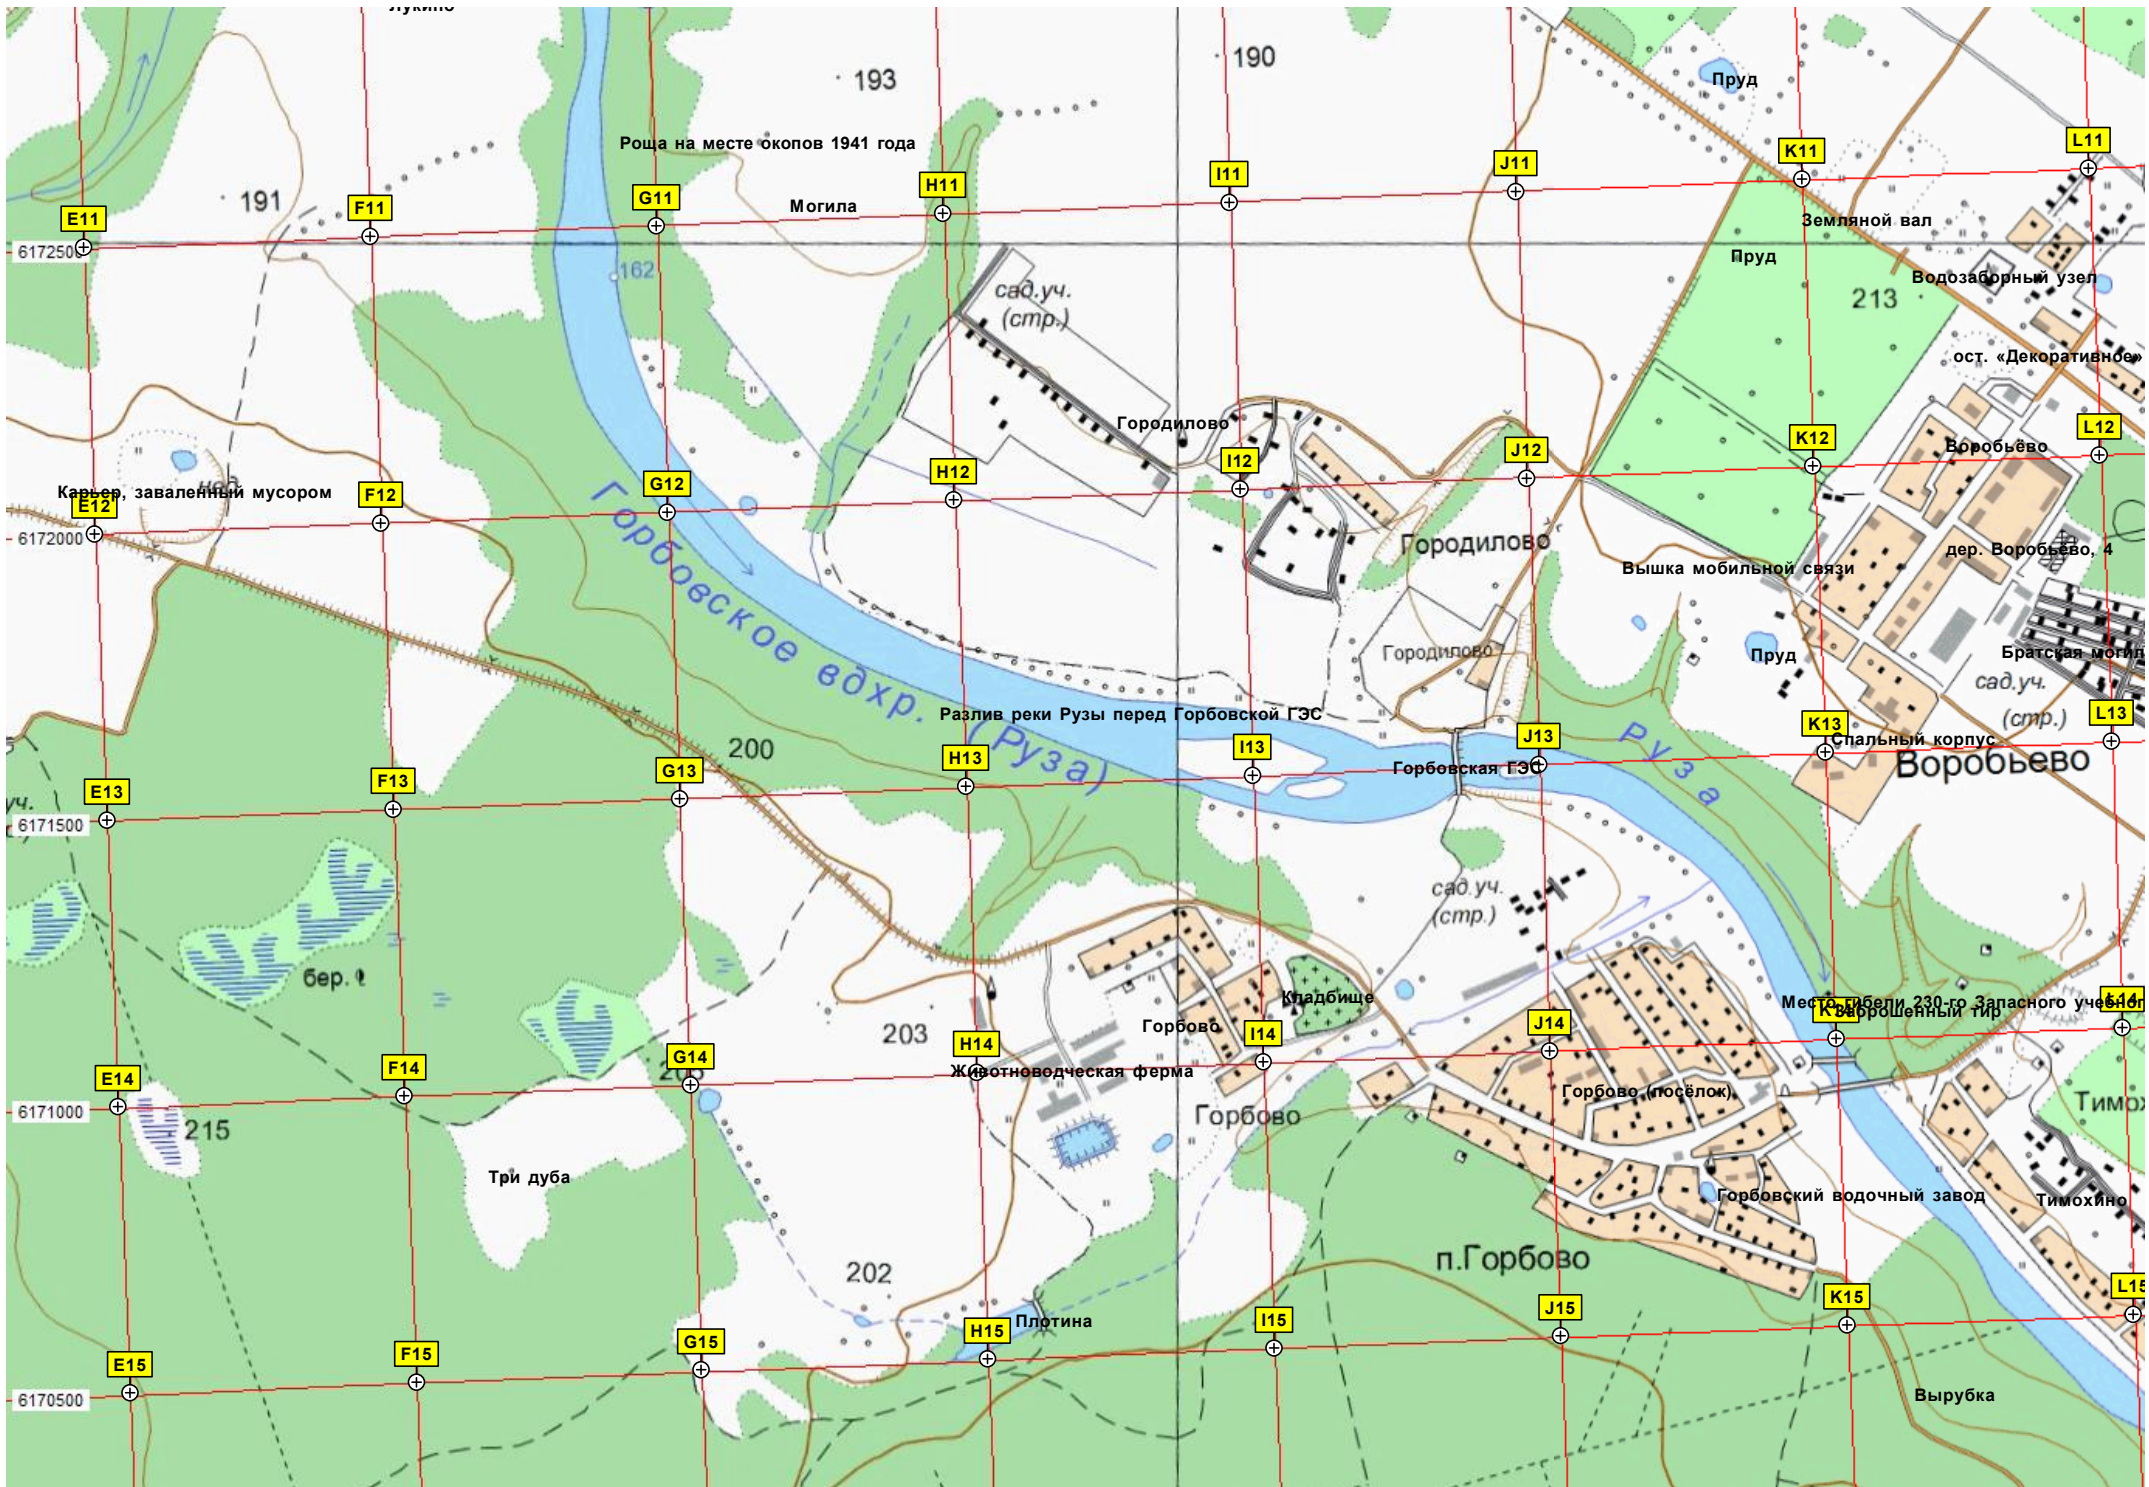 190
193
Пруд
Роща на месте окопов 1941 года
L11
K11
J11
I11
H11
191
G11
F11
Могила
E11
Земляной вал
6172500
Пруд
162
Водозаборный узел
сад.уч.
(стр.)
213
ост. «Декоративное»
Городилово
L12
K12
Воробьёво
J12
I12
H12
G12
Карьер, заваленный мусором
F12
E12
6172000
Городилово
дер. Воробьёво, 4
Вышка мобильной связи
Горбовское вдхр. (Руза)
Городилово
Пруд
сад.уч.
(стр.)
Разлив реки Рузы перед Горбовской ГЭС
L13
K13
Спальный корпус
J13
Руза
200
I13
H13
G13
Горбовская ГЭС
Воробьево
F13
E13
уч.
6171500
сад.уч.
(стр.)
бер.
Кладбище
L14
Заброшенный тир
203
Горбово
J14
I14
H14
G14
Животноводческая ферма
F14
E14
Горбово (посёлок)
6171000
215
Горбово
Три дуба
Горбовский водочный завод
Тимохино
п.Горбово
202
L15
K15
J15
I15
Плотина
H15
G15
F15
E15
6170500
Вырубка